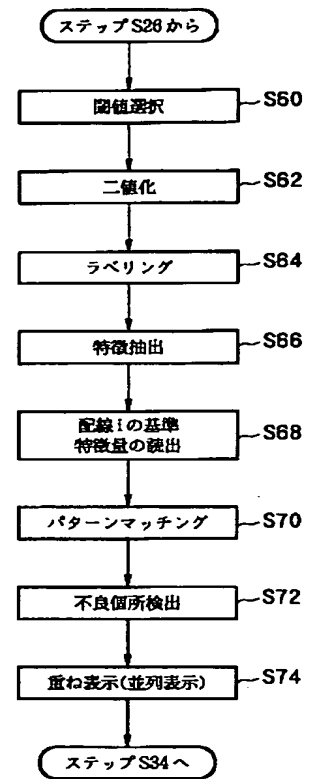 ステップS26から
閾値選択
S60
二値化
S62
ラベリング
S64
特徴抽出
S66
配線iの基準
特徴量の読出
S68
パターンマッチング
S70
不良個所検出
S72
重ね表示(並列表示)
S74
ステップS34へ